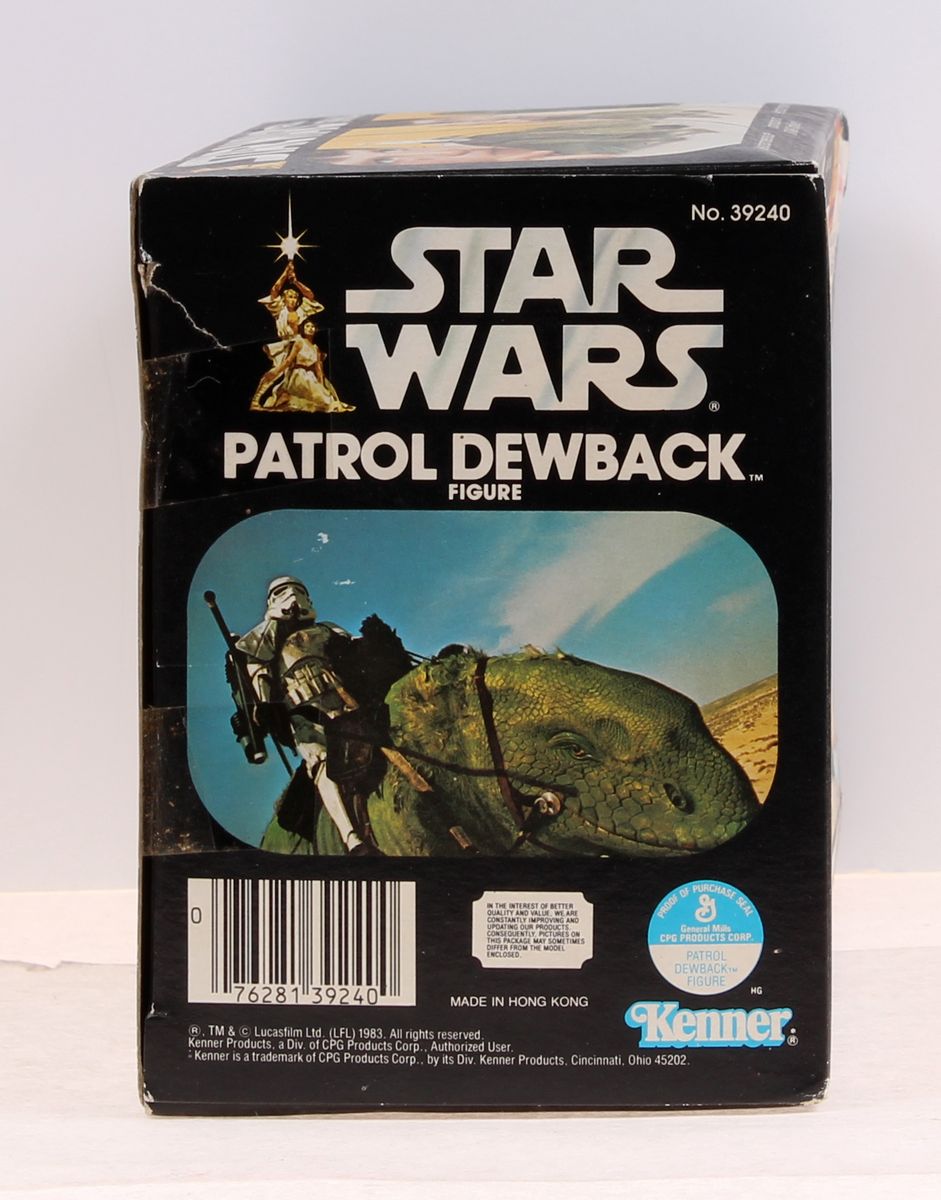 No. 39240
STAR
WARS®
PATROL DEWBACK™
FIGURE
0
76281 39240
IN THE INTEREST OF BETTER
QUALITY AND VALUE, WE ARE
CONSTANTLY IMPROVING AND
UPDATING OUR PRODUCTS.
CONSEQUENTLY, PICTURES ON
THIS PACKAGE MAY SOMETIMES
DIFFER FROM THE MODEL
ENCLOSED.
PROOF OF PURCHASE SEAL
G
General Mills
CPG PRODUCTS CORP.
PATROL
DEWBACK™
FIGURE
HG
MADE IN HONG KONG
Kenner®
®, TM & © Lucasfilm Ltd. (LFL) 1983. All rights reserved.
Kenner Products, a Div. of CPG Products Corp., Authorized User.
Kenner is a trademark of CPG Products Corp., by its Div. Kenner Products, Cincinnati, Ohio 45202.